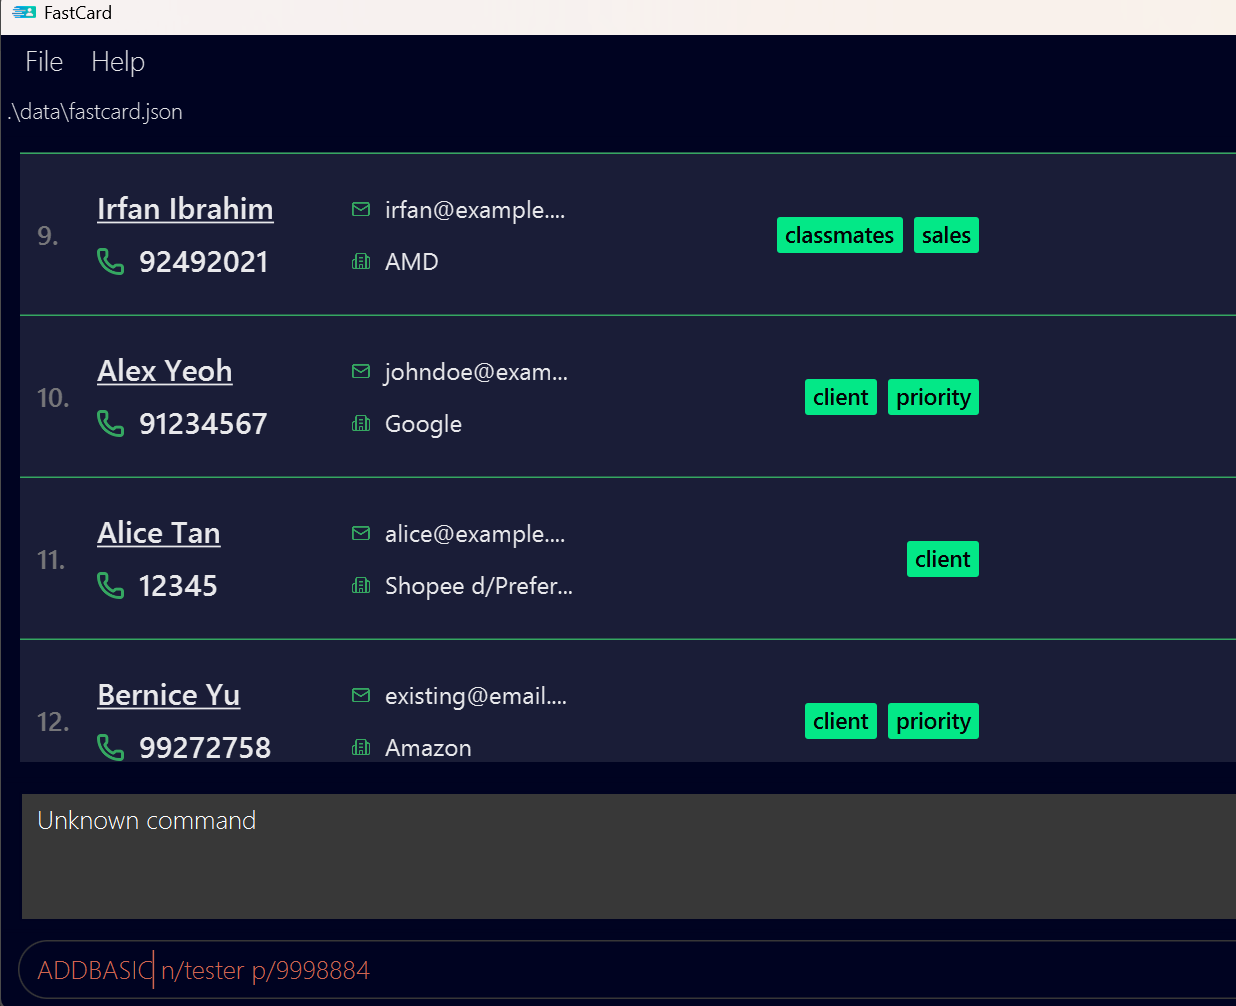 FastCard
File Help
.\data\fastcard.json
9.
Irfan Ibrahim
92492021
irfan@example....
AMD
classmates sales
10.
Alex Yeoh
91234567
johndoe@exam...
Google
client priority
11.
Alice Tan
12345
alice@example....
Shopee d/Prefer...
client
12.
Bernice Yu
99272758
existing@email....
Amazon
client priority
Unknown command
ADDBASIC n/tester p/9998884